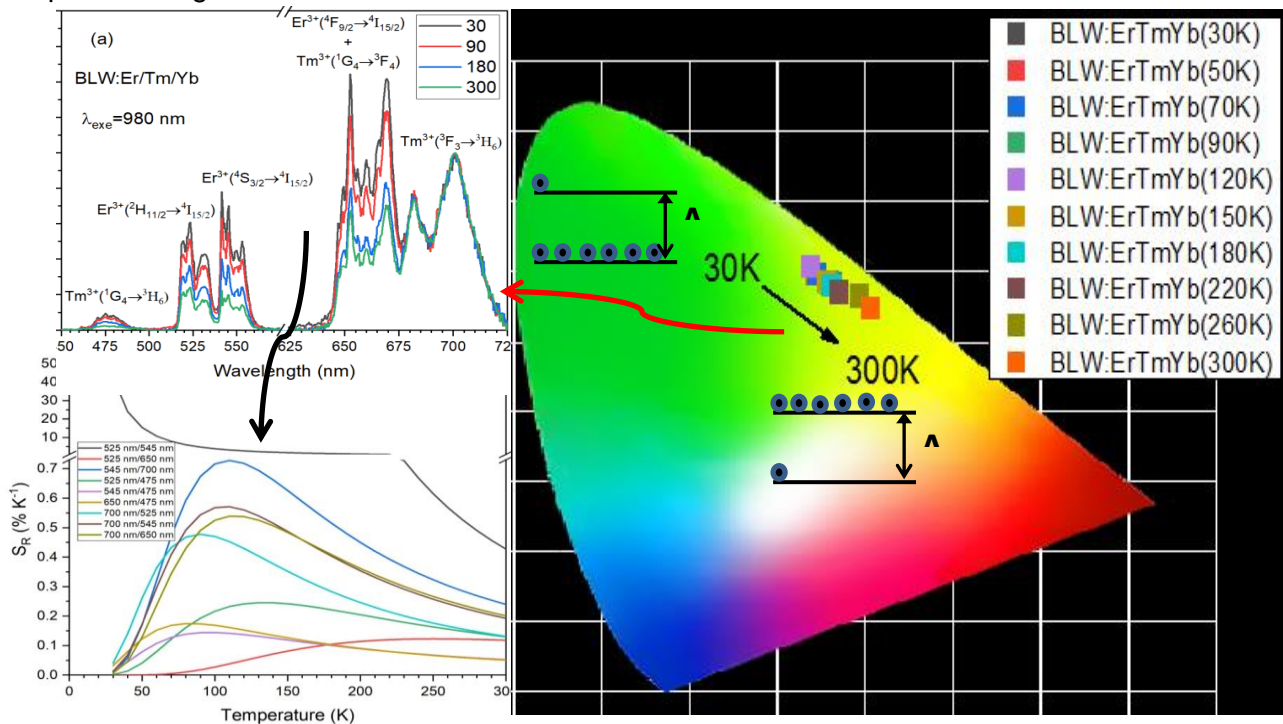 Er³⁺(⁴F₉/₂→⁴I₁₅/₂)
+
Tm³⁺(¹G₄→³F₄)
(a)
BLW:Er/Tm/Yb
λₑₓₑ=980 nm
30
90
180
300
Tm³⁺(³F₃→³H₆)
Er³⁺(⁴S₃/₂→⁴I₁₅/₂)
Er³⁺(²H₁₁/₂→⁴I₁₅/₂)
Tm³⁺(¹G₄→³H₆)
50 475 500 525 550 625 650 675 700 72
Wavelength (nm)
50
40
30
20
10
0.7
0.6
0.5
0.4
0.3
0.2
0.1
0.0
S_R (% K⁻¹)
525 nm/545 nm
525 nm/650 nm
545 nm/700 nm
525 nm/475 nm
545 nm/475 nm
650 nm/475 nm
700 nm/525 nm
700 nm/545 nm
700 nm/650 nm
0 50 100 150 200 250 300
Temperature (K)
30K
300K
BLW:ErTmYb(30K)
BLW:ErTmYb(50K)
BLW:ErTmYb(70K)
BLW:ErTmYb(90K)
BLW:ErTmYb(120K)
BLW:ErTmYb(150K)
BLW:ErTmYb(180K)
BLW:ErTmYb(220K)
BLW:ErTmYb(260K)
BLW:ErTmYb(300K)